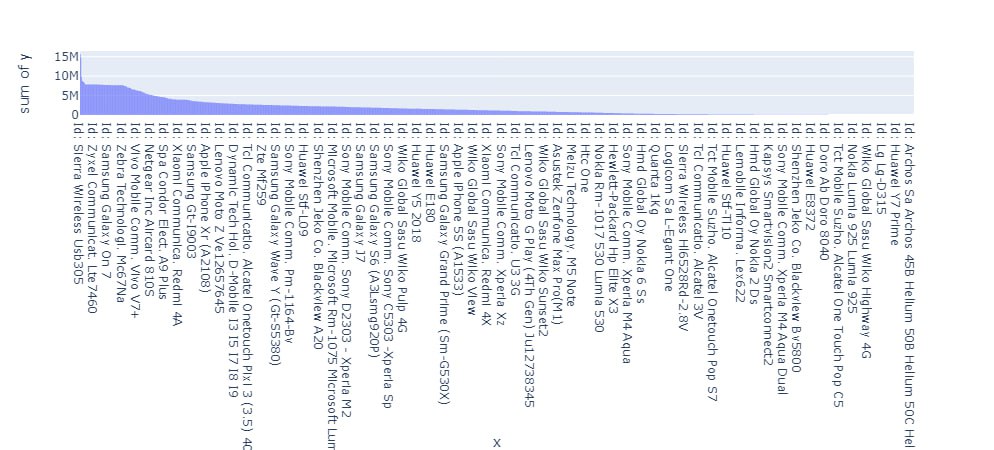 sum of y
15M
10M
5M
0
Id: Sierra Wireless Usb305
Id: Zyxel Communicat. Lte7460
Id: Samsung Galaxy On 7
Id: Zebra Technologi. Mc67Na
Id: Vivo Mobile Comm. Vivo V7+
Id: Netgear Inc Aircard 810S
Id: Spa Condor Elect. A9 Plus
Id: Xiaomi Communica. Redmi 4A
Id: Samsung Gt-I9003
Id: Apple IPhone Xr (A2108)
Id: Lenovo Moto Z Ve12657645
Id: Dynamic Tech Hol. D-Mobile I3 I5 I7 I8 I9
Id: Tcl Communicatio. Alcatel Onetouch Pixi 3 (3.5) 4C
Id: Zte Mf259
Id: Samsung Galaxy Wave Y (Gt-S5380)
Id: Sony Mobile Comm. Pm-1164-Bv
Id: Huawei Stf-L09
Id: Shenzhen Jeko Co. Blackview A20
Id: Microsoft Mobile. Microsoft Rm-1075 Microsoft Lum
Id: Sony Mobile Comm. Sony D2303 - Xperia M2
Id: Samsung Galaxy J7
Id: Samsung Galaxy S6 (A3Lsmg920P)
Id: Sony Mobile Comm. Sony C5303 -Xperia Sp
Id: Wiko Global Sasu Wiko Pulp 4G
Id: Huawei Y5 2018
Id: Huawei E180
Id: Samsung Galaxy Grand Prime (Sm-G530X)
Id: Apple IPhone 5S (A1533)
Id: Wiko Global Sasu Wiko View
Id: Xiaomi Communica. Redmi 4X
Id: Sony Mobile Comm. Xperia Xz
Id: Tcl Communicatio. U3 3G
Id: Lenovo Moto G Play (4Th Gen) Ju12738345
Id: Wiko Global Sasu Wiko Sunset2
Id: Asustek Zenfone Max Pro(M1)
Id: Meizu Technology. M5 Note
Id: Htc One
Id: Nokia Rm-1017 530 Lumia 530
Id: Hewlett-Packard Hp Elite X3
Id: Sony Mobile Comm. Xperia M4 Aqua
Id: Hmd Global Oy Nokia 6 Ss
Id: Quanta 1Kg
Id: Logicom Sa L-Egant One
Id: Sierra Wireless Hl6528RD-2.8V
Id: Tcl Communicatio. Alcatel 3V
Id: Tct Mobile Suzho. Alcatel Onetouch Pop S7
Id: Huawei Stf-Tl10
Id: Lemobile Informa. Lex622
Id: Hmd Global Oy Nokia 2 Ds
Id: Kapsys Smartvision2 Smartconnect2
Id: Sony Mobile Comm. Xperia M4 Aqua Dual
Id: Shenzhen Jeko Co. Blackview Bv5800
Id: Huawei E8372
Id: Doro Ab Doro 8040
Id: Tct Mobile Suzho. Alcatel One Touch Pop C5
Id: Nokia Lumia 925 Lumia 925
Id: Wiko Global Sasu Wiko Highway 4G
Id: Lg Lg-D315
Id: Huawei Y7 Prime
Id: Archos Sa Archos 45B Helium 50B Helium 50C Hel
x